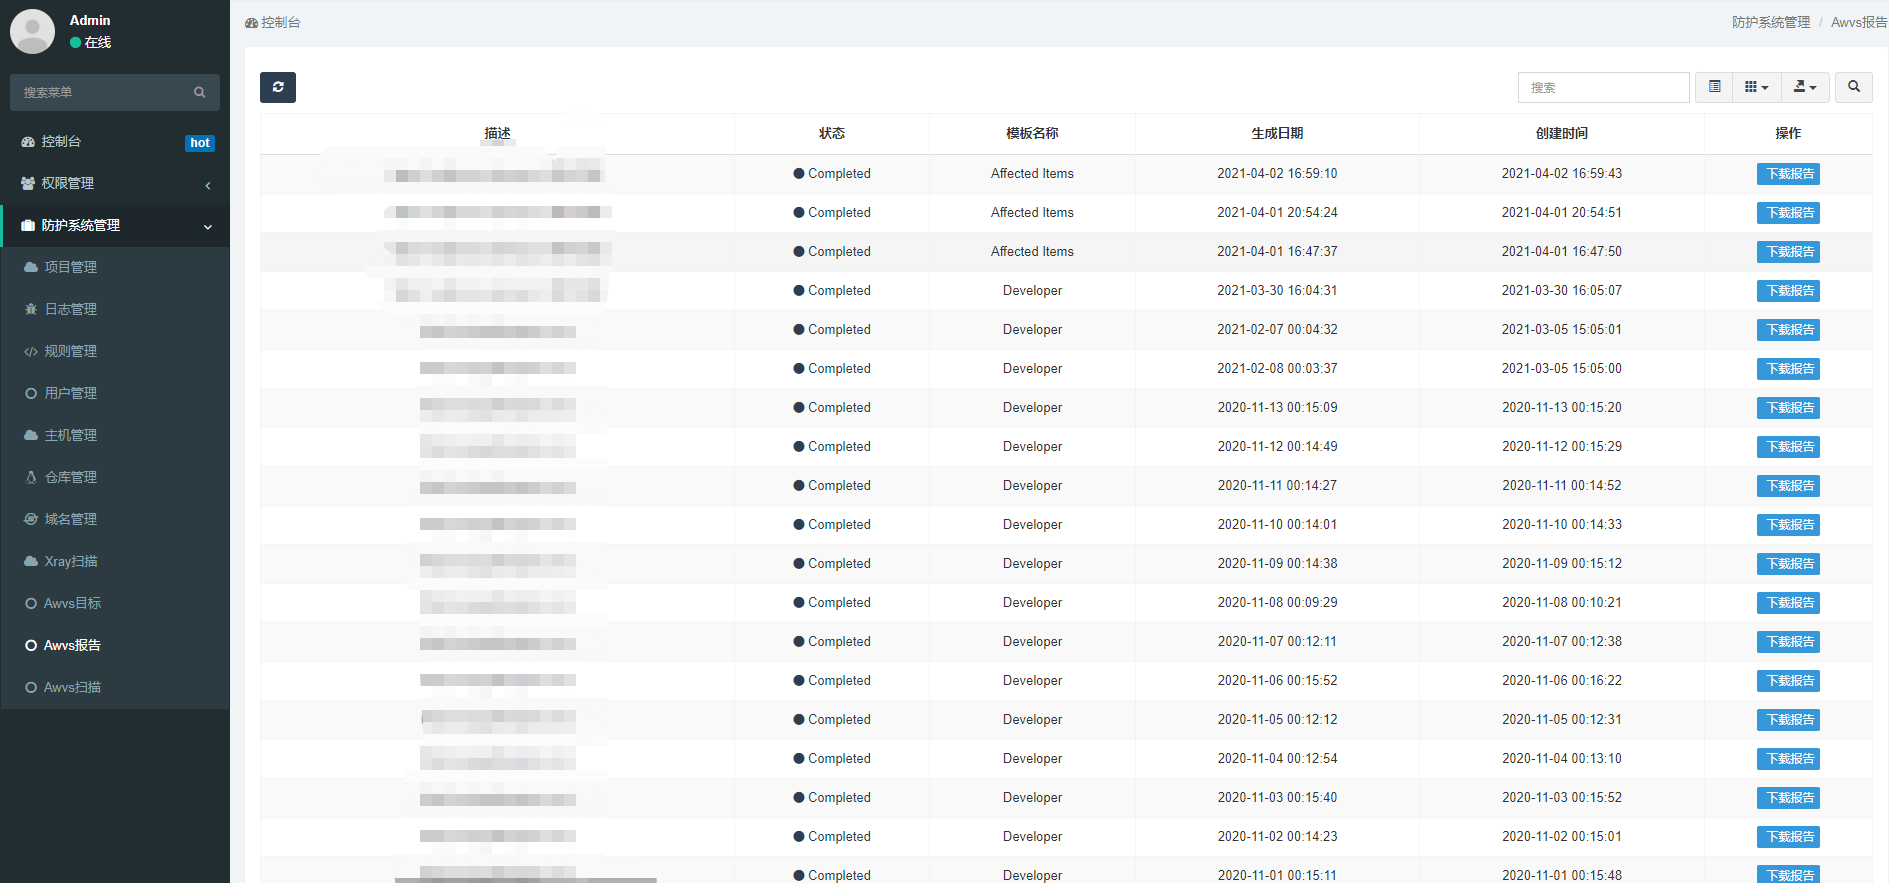 Admin
在线
搜索菜单
控制台 hot
权限管理
防护系统管理
项目管理
日志管理
规则管理
用户管理
主机管理
仓库管理
域名管理
Xray扫描
Awvs目标
Awvs报告
Awvs扫描
控制台 防护系统管理 / Awvs报告
搜索
描述 状态 模板名称 生成日期 创建时间 操作
Completed Affected Items 2021-04-02 16:59:10 2021-04-02 16:59:43 下载报告
Completed Affected Items 2021-04-01 20:54:24 2021-04-01 20:54:51 下载报告
Completed Affected Items 2021-04-01 16:47:37 2021-04-01 16:47:50 下载报告
Completed Developer 2021-03-30 16:04:31 2021-03-30 16:05:07 下载报告
Completed Developer 2021-02-07 00:04:32 2021-03-05 15:05:01 下载报告
Completed Developer 2021-02-08 00:03:37 2021-03-05 15:05:00 下载报告
Completed Developer 2020-11-13 00:15:09 2020-11-13 00:15:20 下载报告
Completed Developer 2020-11-12 00:14:49 2020-11-12 00:15:29 下载报告
Completed Developer 2020-11-11 00:14:27 2020-11-11 00:14:52 下载报告
Completed Developer 2020-11-10 00:14:01 2020-11-10 00:14:33 下载报告
Completed Developer 2020-11-09 00:14:38 2020-11-09 00:15:12 下载报告
Completed Developer 2020-11-08 00:09:29 2020-11-08 00:10:21 下载报告
Completed Developer 2020-11-07 00:12:11 2020-11-07 00:12:38 下载报告
Completed Developer 2020-11-06 00:15:52 2020-11-06 00:16:22 下载报告
Completed Developer 2020-11-05 00:12:12 2020-11-05 00:12:31 下载报告
Completed Developer 2020-11-04 00:12:54 2020-11-04 00:13:10 下载报告
Completed Developer 2020-11-03 00:15:40 2020-11-03 00:15:52 下载报告
Completed Developer 2020-11-02 00:14:23 2020-11-02 00:15:01 下载报告
Completed Developer 2020-11-01 00:15:11 2020-11-01 00:15:48 下载报告